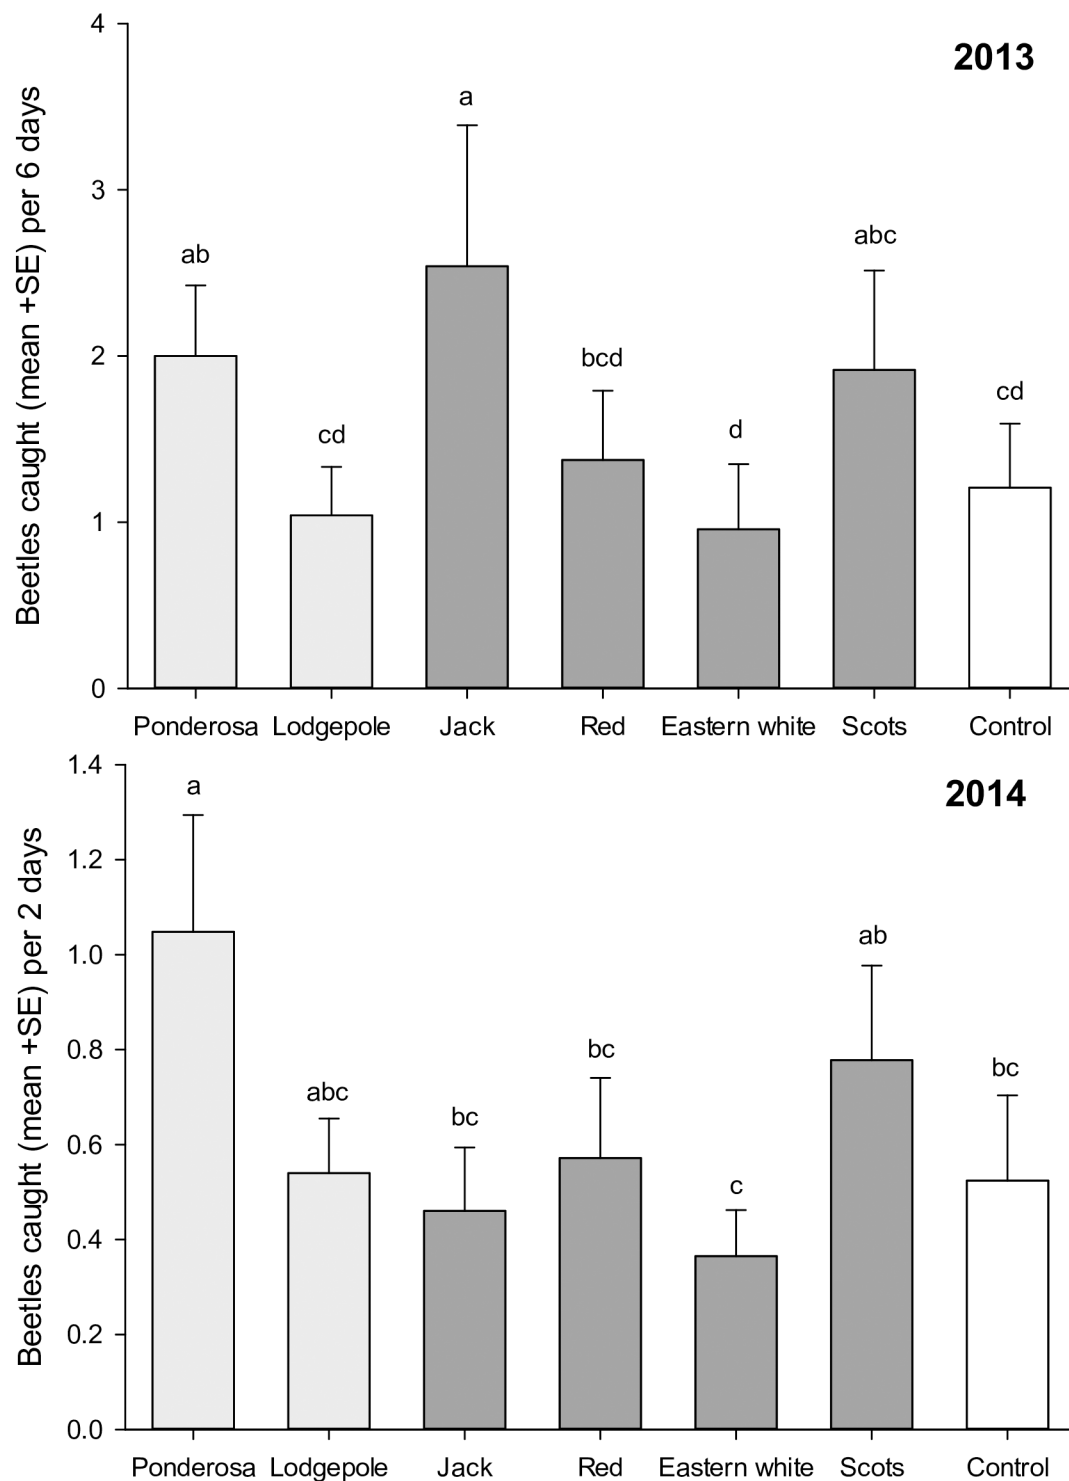 2013
Beetles caught (mean +SE) per 6 days
4
3
2
1
0
ab
cd
a
bcd
d
abc
cd
Ponderosa Lodgepole Jack Red Eastern white Scots Control
2014
Beetles caught (mean +SE) per 2 days
1.4
1.2
1.0
0.8
0.6
0.4
0.2
0.0
a
abc
bc
bc
c
ab
bc
Ponderosa Lodgepole Jack Red Eastern white Scots Control